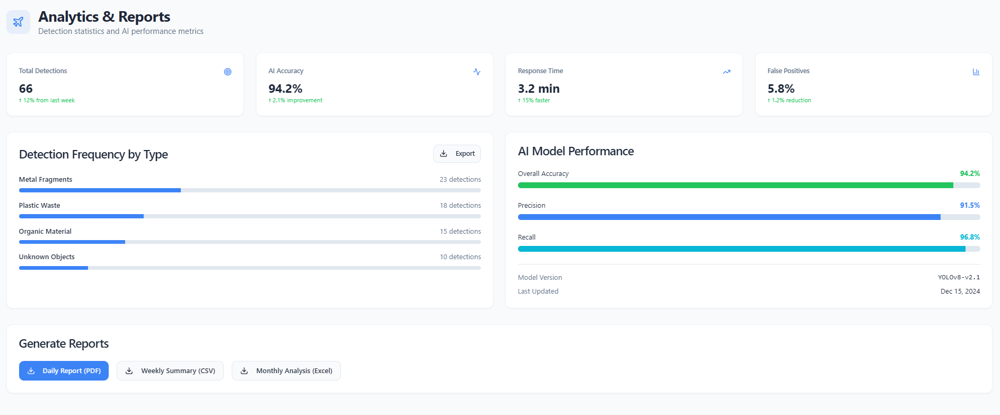 Analytics & Reports
Detection statistics and AI performance metrics
Total Detections
66
↑ 12% from last week
AI Accuracy
94.2%
↑ 2.1% improvement
Response Time
3.2 min
↑ 15% faster
False Positives
5.8%
↑ 1.2% reduction
Detection Frequency by Type
Export
Metal Fragments 23 detections
Plastic Waste 18 detections
Organic Material 15 detections
Unknown Objects 10 detections
AI Model Performance
Overall Accuracy 94.2%
Precision 91.5%
Recall 96.8%
Model Version YOLOv8-v2.1
Last Updated Dec 15, 2024
Generate Reports
Daily Report (PDF) Weekly Summary (CSV) Monthly Analysis (Excel)